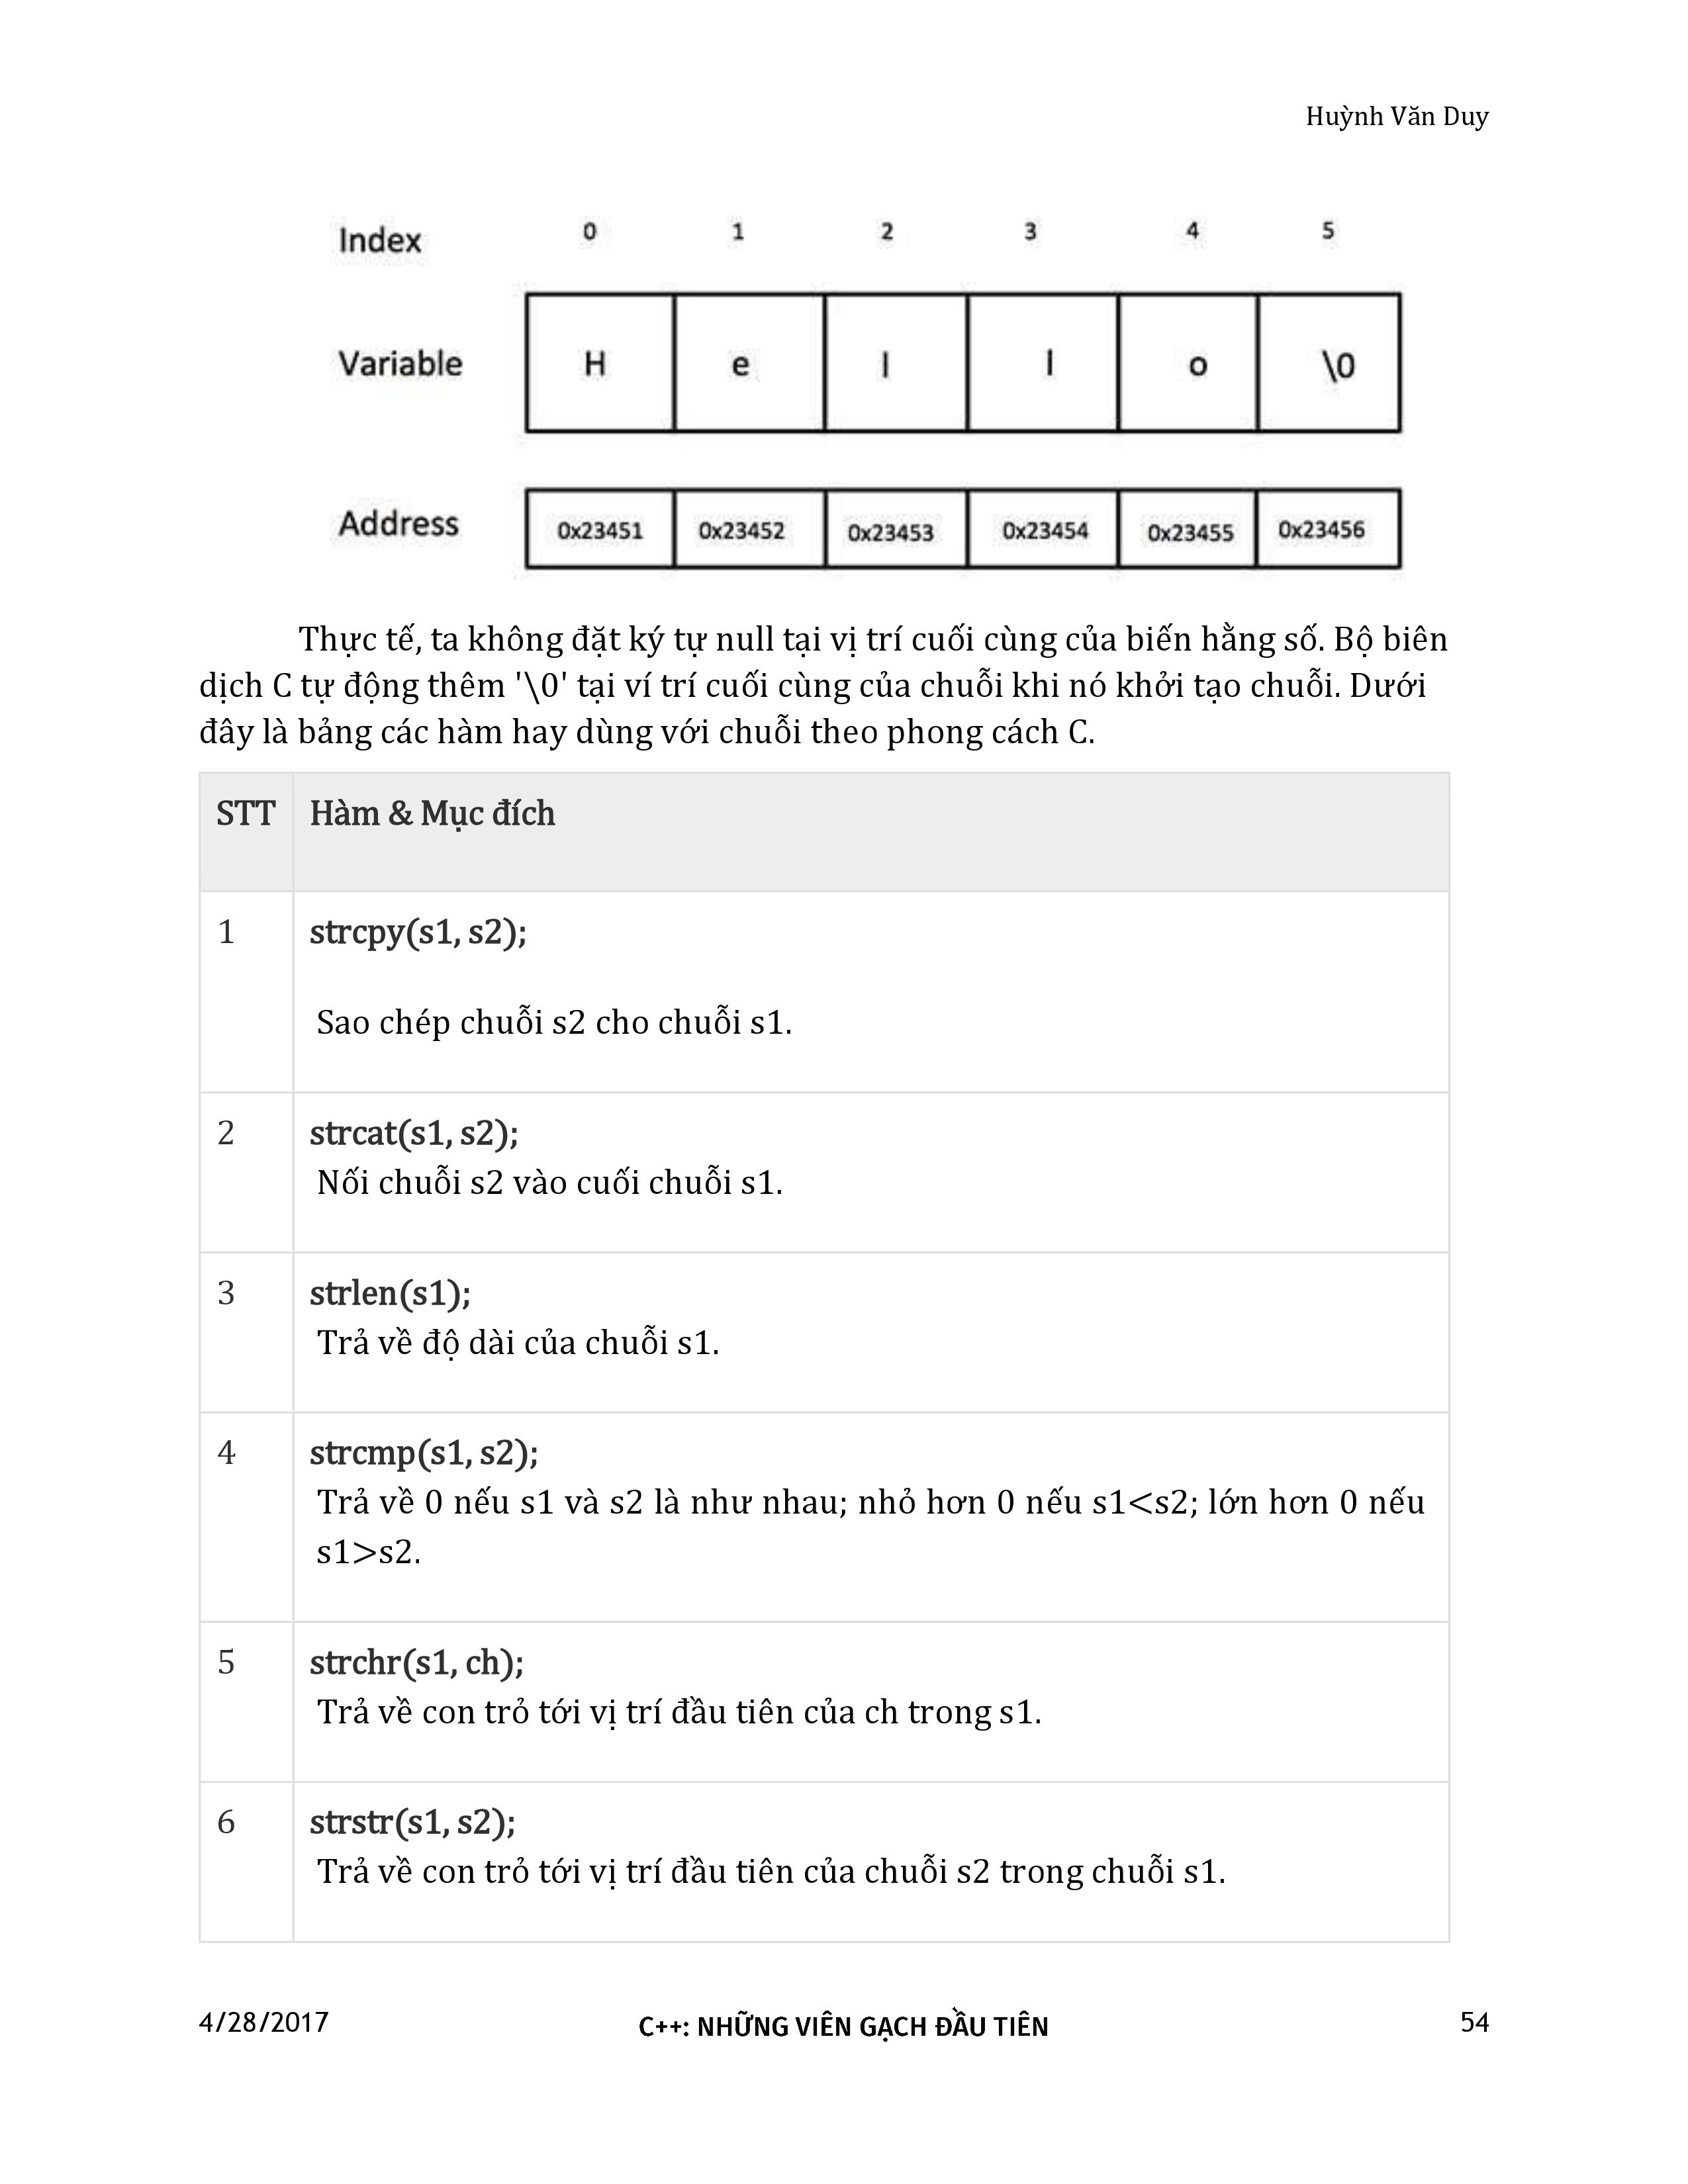 Huỳnh Văn Duy
Index 0 1 2 3 4 5
Variable H e l l o \0
Address 0x23451 0x23452 0x23453 0x23454 0x23455 0x23456
Thực tế, ta không đặt ký tự null tại vị trí cuối cùng của biến hằng số. Bộ biên
dịch C tự động thêm '\0' tại ví trí cuối cùng của chuỗi khi nó khởi tạo chuỗi. Dưới
đây là bảng các hàm hay dùng với chuỗi theo phong cách C.
STT Hàm & Mục đích
1 strcpy(s1, s2);
Sao chép chuỗi s2 cho chuỗi s1.
2 strcat(s1, s2);
Nối chuỗi s2 vào cuối chuỗi s1.
3 strlen(s1);
Trả về độ dài của chuỗi s1.
4 strcmp(s1, s2);
Trả về 0 nếu s1 và s2 là như nhau; nhỏ hơn 0 nếu s1<s2; lớn hơn 0 nếu
s1>s2.
5 strchr(s1, ch);
Trả về con trỏ tới vị trí đầu tiên của ch trong s1.
6 strstr(s1, s2);
Trả về con trỏ tới vị trí đầu tiên của chuỗi s2 trong chuỗi s1.
4/28/2017 C++: NHỮNG VIÊN GẠCH ĐẦU TIÊN 54